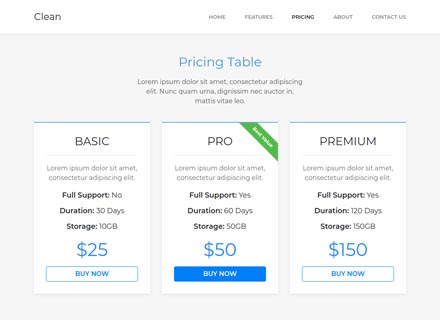 Clean
HOME FEATURES PRICING ABOUT CONTACT US
Pricing Table
Lorem ipsum dolor sit amet, consectetur adipiscing
elit. Nunc quam urna, dignissim nec auctor in,
mattis vitae leo.
BASIC
Lorem ipsum dolor sit amet,
consectetur adipiscing elit.
Full Support: No
Duration: 30 Days
Storage: 10GB
$25
BUY NOW
Best Value
PRO
Lorem ipsum dolor sit amet,
consectetur adipiscing elit.
Full Support: Yes
Duration: 60 Days
Storage: 50GB
$50
BUY NOW
PREMIUM
Lorem ipsum dolor sit amet,
consectetur adipiscing elit.
Full Support: Yes
Duration: 120 Days
Storage: 150GB
$150
BUY NOW